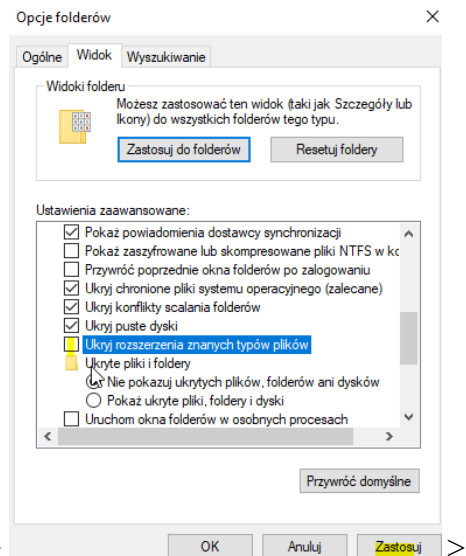 Opcje folderów
Ogólne Widok Wyszukiwanie
Widoki folderu
Możesz zastosować ten widok (taki jak Szczegóły lub
Ikony) do wszystkich folderów tego typu.
Zastosuj do folderów Resetuj foldery
Ustawienia zaawansowane:
Pokaż powiadomienia dostawcy synchronizacji
Pokaż zaszyfrowane lub skompresowane pliki NTFS w kc
Przywróć poprzednie okna folderów po zalogowaniu
Ukryj chronione pliki systemu operacyjnego (zalecane)
Ukryj konflikty scalania folderów
Ukryj puste dyski
Ukryj rozszerzenia znanych typów plików
Ukryte pliki i foldery
Nie pokazuj ukrytych plików, folderów ani dysków
Pokaż ukryte pliki, foldery i dyski
Uruchom okna folderów w osobnych procesach
Przywróć domyślne
OK Anuluj Zastosuj >